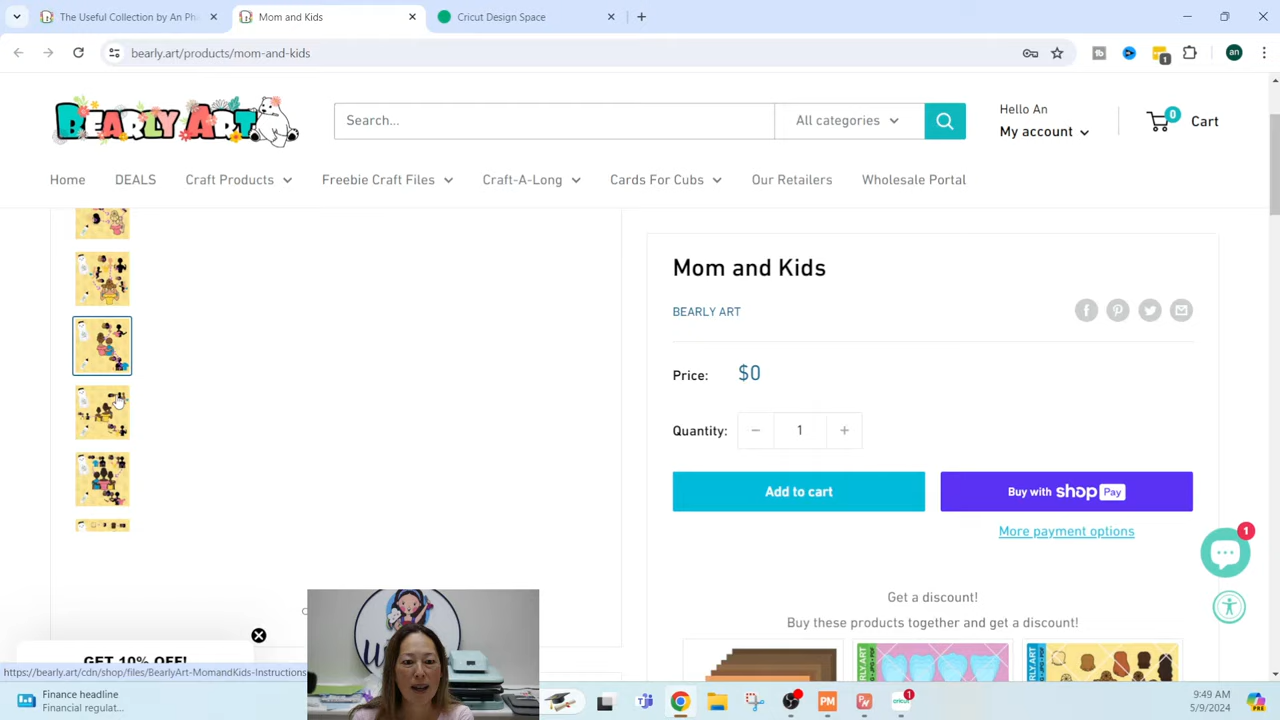 The Useful Collection by An Pha
Mom and Kids
Cricut Design Space
bearly.art/products/mom-and-kids
1
an
BEARLY ART
Search...
All categories
Hello An
My account
0
Cart
Home
DEALS
Craft Products
Freebie Craft Files
Craft-A-Long
Cards For Cubs
Our Retailers
Wholesale Portal
Mom and Kids
BEARLY ART
Price:
$0
Quantity:
1
Add to cart
Buy with shop Pay
More payment options
1
Get a discount!
Buy these products together and get a discount!
GET 10% OFF!
https://bearly.art/cdn/shop/files/BearlyArt-MomandKids-Instructions
Finance headline
Financial regulat...
1
9:49 AM
5/9/2024